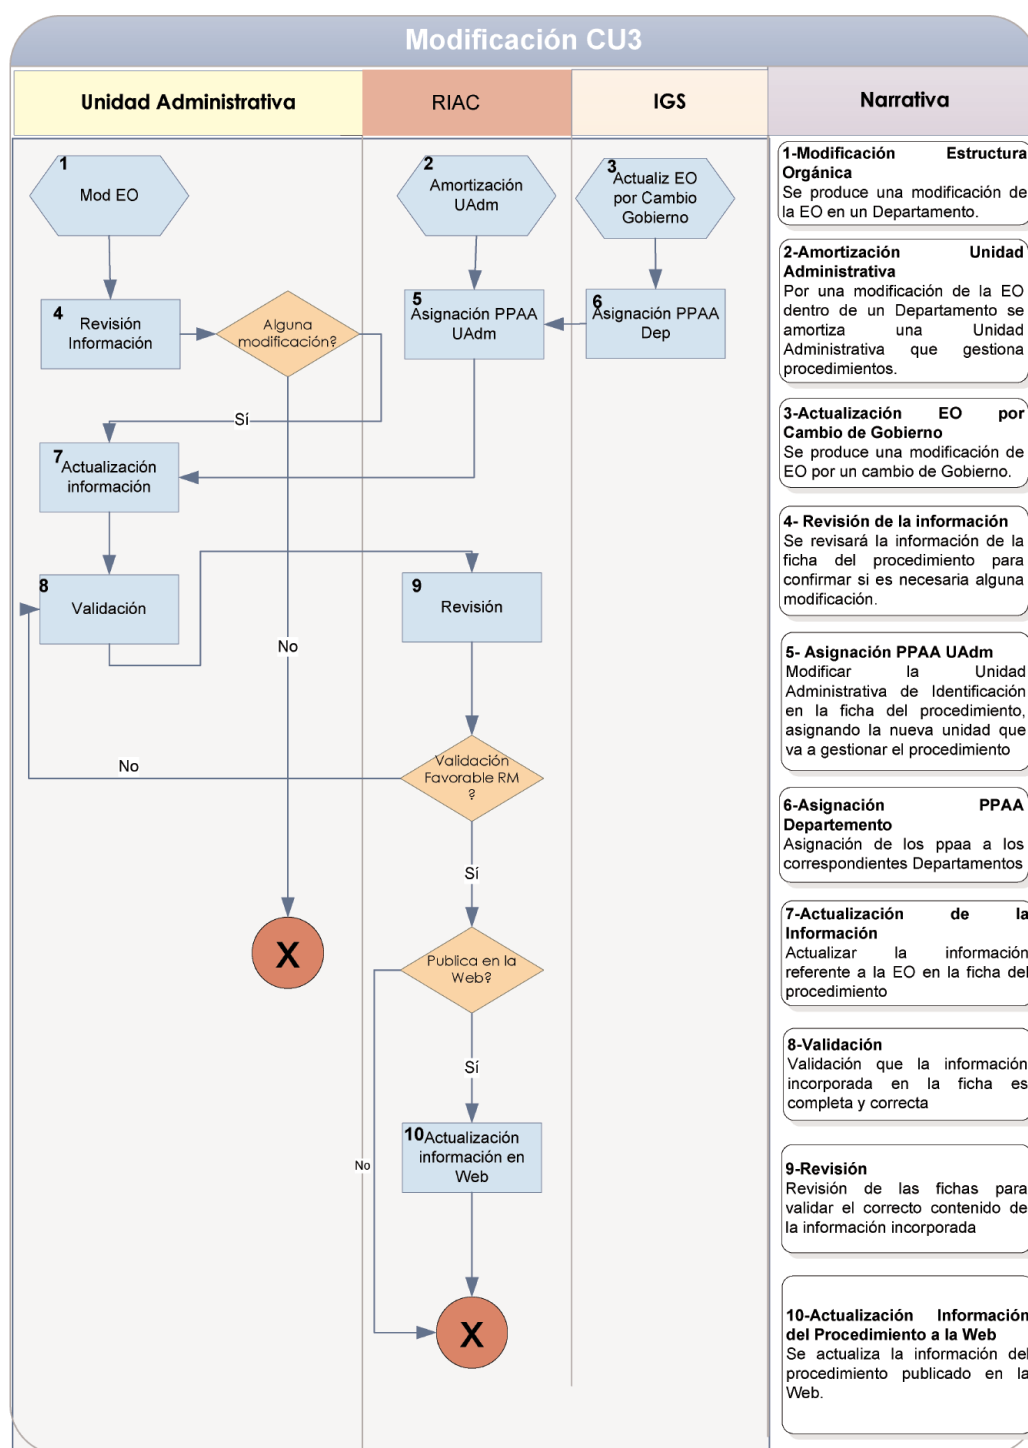 Modificación CU3
Unidad Administrativa
RIAC
IGS
Narrativa
1
Mod EO
2
Amortización
UAdm
3
Actualiz EO
por Cambio
Gobierno
4
Revisión
Información
Alguna
modificación?
5
Asignación PPAA
UAdm
6
Asignación PPAA
Dep
Sí
7
Actualización
información
8
Validación
9
Revisión
No
No
Validación
Favorable RM
?
Sí
X
Publica en la
Web?
Sí
10
Actualización
información en
Web
No
X
1-Modificación Estructura
Orgánica
Se produce una modificación de
la EO en un Departamento.
2-Amortización Unidad
Administrativa
Por una modificación de la EO
dentro de un Departamento se
amortiza una Unidad
Administrativa que gestiona
procedimientos.
3-Actualización EO por
Cambio de Gobierno
Se produce una modificación de
EO por un cambio de Gobierno.
4- Revisión de la información
Se revisará la información de la
ficha del procedimiento para
confirmar si es necesaria alguna
modificación.
5- Asignación PPAA UAdm
Modificar la Unidad
Administrativa de Identificación
en la ficha del procedimiento,
asignando la nueva unidad que
va a gestionar el procedimiento
6-Asignación PPAA
Departemento
Asignación de los ppaa a los
correspondientes Departamentos
7-Actualización de la
Información
Actualizar la información
referente a la EO en la ficha del
procedimiento
8-Validación
Validación que la información
incorporada en la ficha es
completa y correcta
9-Revisión
Revisión de las fichas para
validar el correcto contenido de
la información incorporada
10-Actualización Información
del Procedimiento a la Web
Se actualiza la información del
procedimiento publicado en la
Web.